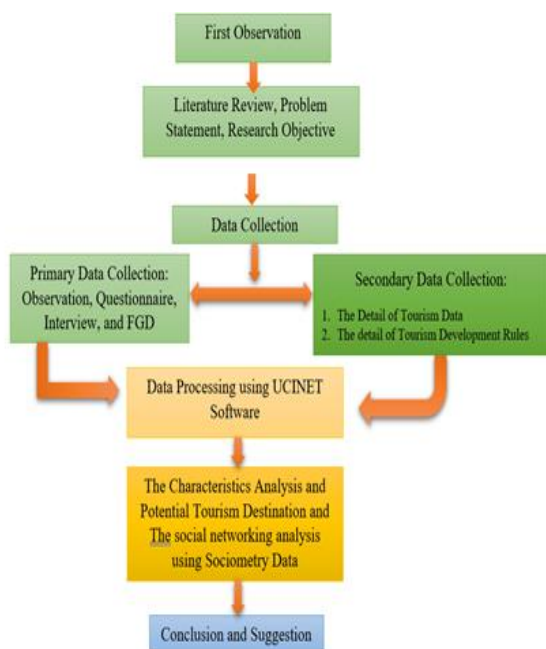 First Observation
Literature Review, Problem
Statement, Research Objective
Data Collection
Primary Data Collection:
Observation, Questionnaire,
Interview, and FGD
Secondary Data Collection:
1. The Detail of Tourism Data
2. The detail of Tourism Development Rules
Data Processing using UCINET
Software
The Characteristics Analysis and
Potential Tourism Destination and
The social networking analysis
using Sociometry Data
Conclusion and Suggestion